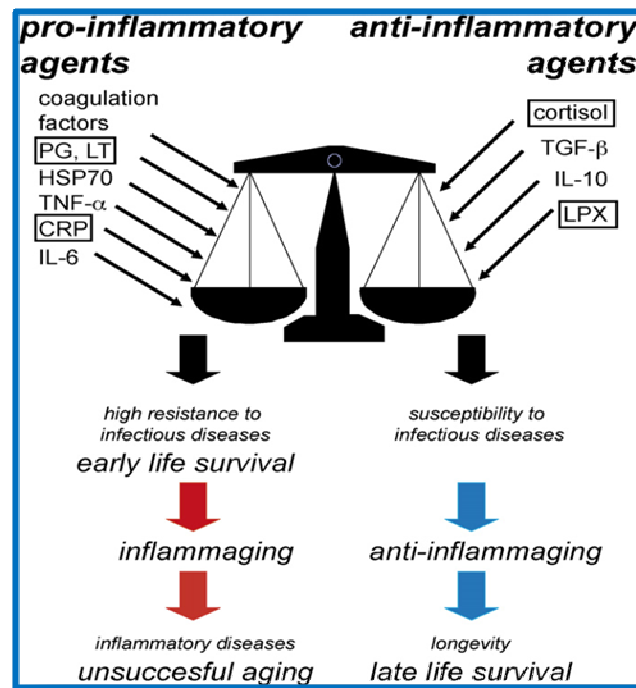 pro-inflammatory
agents
coagulation
factors
PG, LT
HSP70
TNF-α
CRP
IL-6
anti-inflammatory
agents
cortisol
TGF-β
IL-10
LPX
high resistance to
infectious diseases
early life survival
inflammaging
inflammatory diseases
unsuccesful aging
susceptibility to
infectious diseases
anti-inflammaging
longevity
late life survival